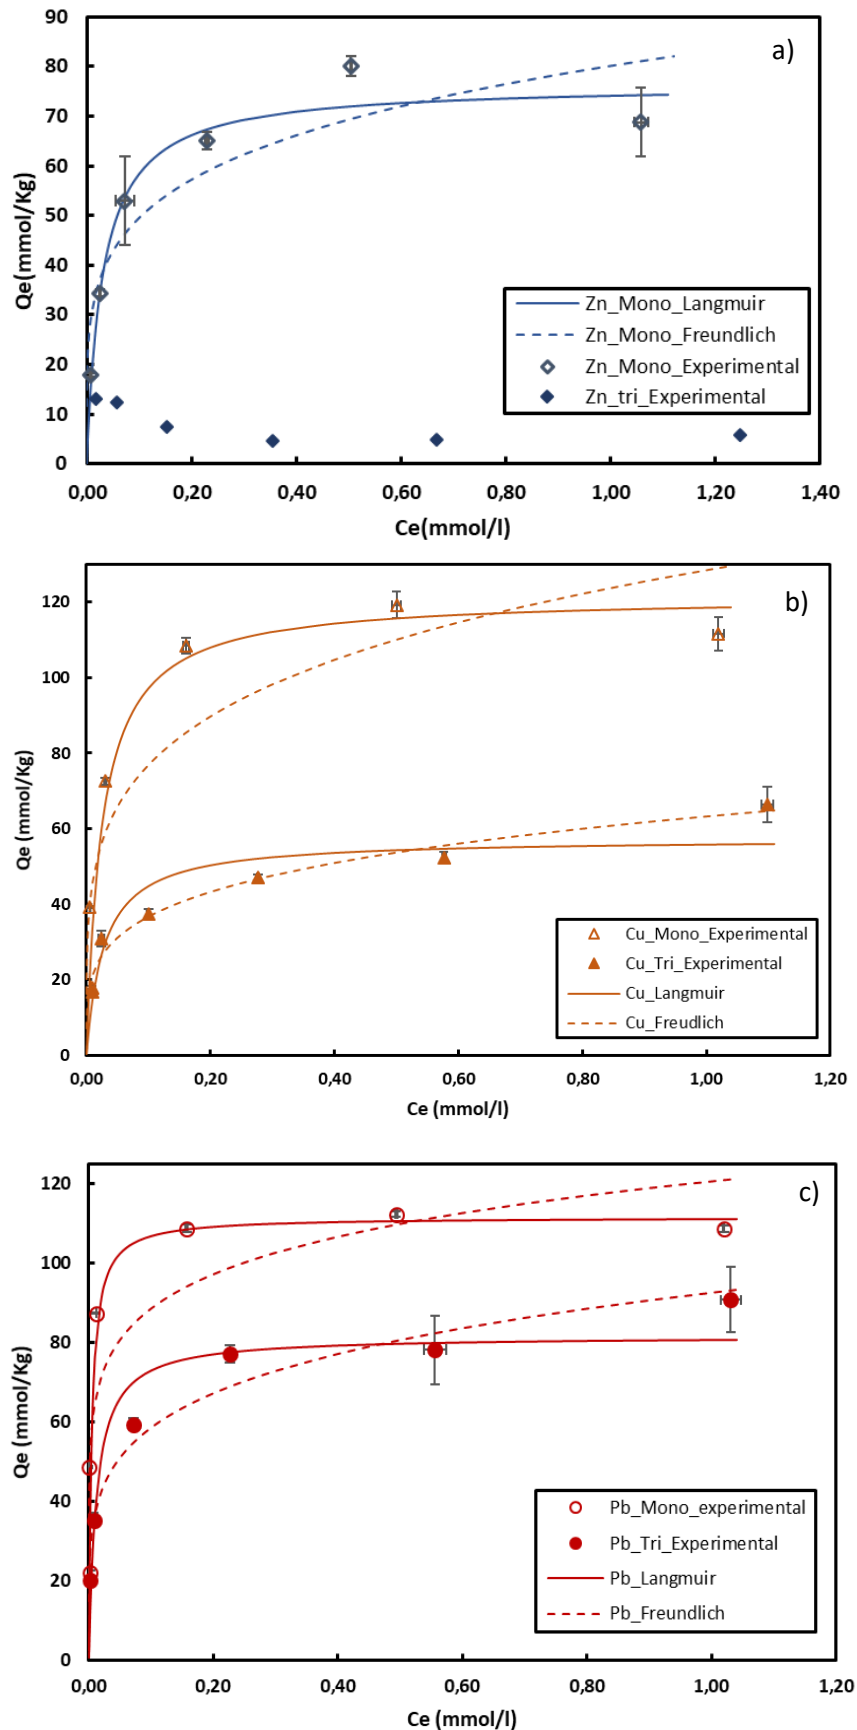 a)
Qe(mmol/Kg)
90
80
70
60
50
40
30
20
10
0
Zn_Mono_Langmuir
Zn_Mono_Freundlich
Zn_Mono_Experimental
Zn_tri_Experimental
0,00 0,20 0,40 0,60 0,80 1,00 1,20 1,40
Ce(mmol/l)
b)
Qe (mmol/Kg)
120
100
80
60
40
20
0
Cu_Mono_Experimental
Cu_Tri_Experimental
Cu_Langmuir
Cu_Freudlich
0,00 0,20 0,40 0,60 0,80 1,00 1,20
Ce (mmol/l)
c)
Qe (mmol/Kg)
120
100
80
60
40
20
0
Pb_Mono_experimental
Pb_Tri_Experimental
Pb_Langmuir
Pb_Freundlich
0,00 0,20 0,40 0,60 0,80 1,00 1,20
Ce (mmol/l)